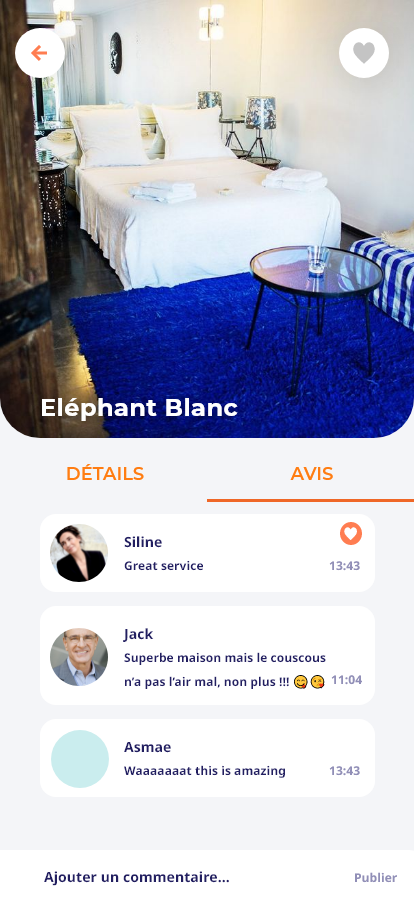 Eléphant Blanc
DÉTAILS AVIS
Siline
Great service 13:43
Jack
Superbe maison mais le couscous
n’a pas l’air mal, non plus !!! 😋😘 11:04
Asmae
Waaaaaaat this is amazing 13:43
Ajouter un commentaire... Publier